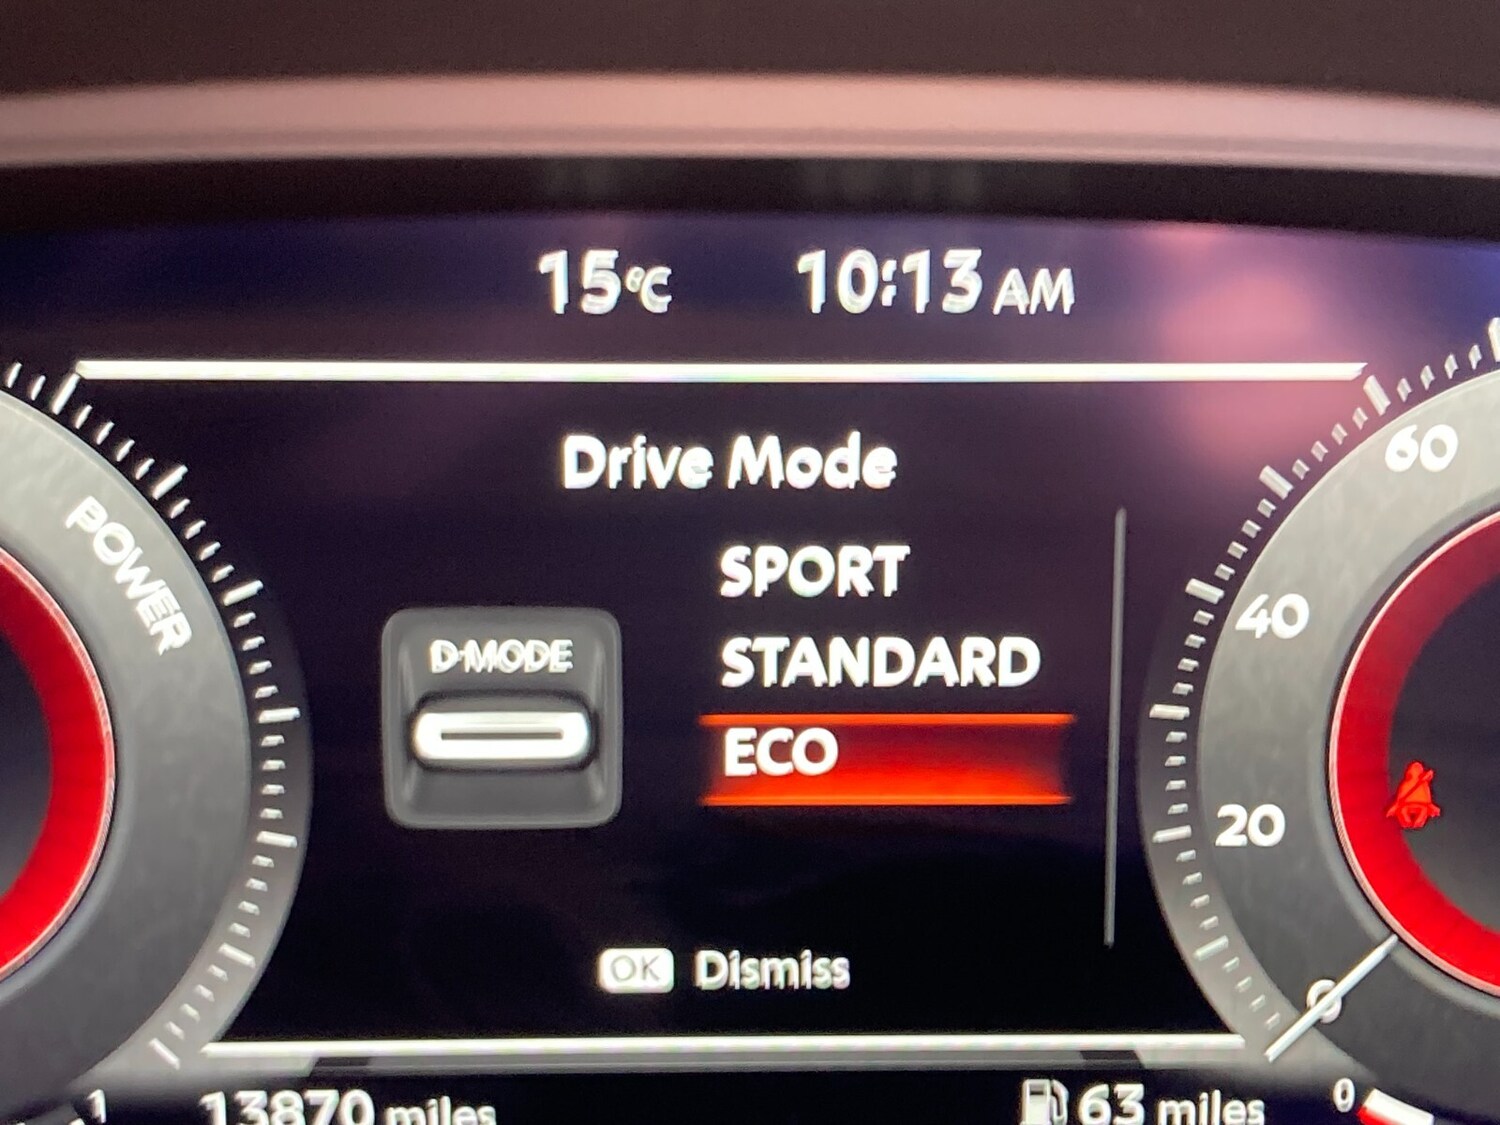 15°C 10:13 AM
Drive Mode
SPORT
STANDARD
ECO
D-MODE
OK Dismiss
POWER
60
40
20
0
1
13870 miles
63 miles
0